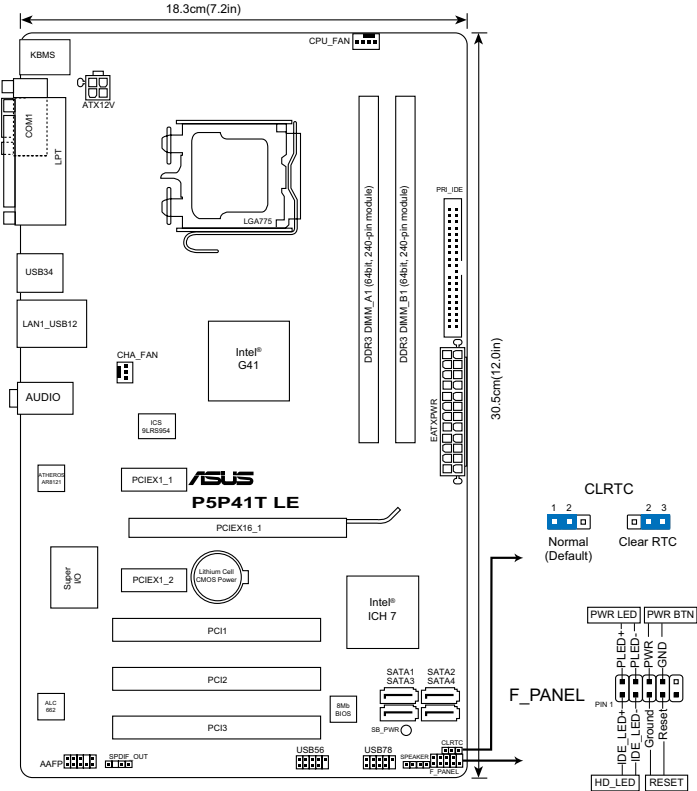 18.3cm(7.2in)
CPU_FAN
KBMS
ATX12V
COM1
LPT
LGA775
DDR3 DIMM_A1 (64bit, 240-pin module)
DDR3 DIMM_B1 (64bit, 240-pin module)
PRI_IDE
USB34
LAN1_USB12
CHA_FAN
Intel®
G41
EATXPWR
30.5cm(12.0in)
AUDIO
ICS
9LRS954
ATHEROS
AR8121
PCIEX1_1
ASUS
P5P41T LE
PCIEX16_1
Super
I/O
PCIEX1_2
Lithium Cell
CMOS Power
Intel®
ICH 7
PCI1
PCI2
PCI3
ALC
662
8Mb
BIOS
SATA1
SATA3
SATA2
SATA4
SB_PWR
CLRTC
AAFP
SPDIF_OUT
USB56
USB78
SPEAKER
F_PANEL
CLRTC
1 2
2 3
Normal
(Default)
Clear RTC
F_PANEL
PWR LED
PWR BTN
PLED+
PLED-
PWR
GND
PIN 1
IDE_LED+
IDE_LED-
Ground
Reset
HD_LED
RESET